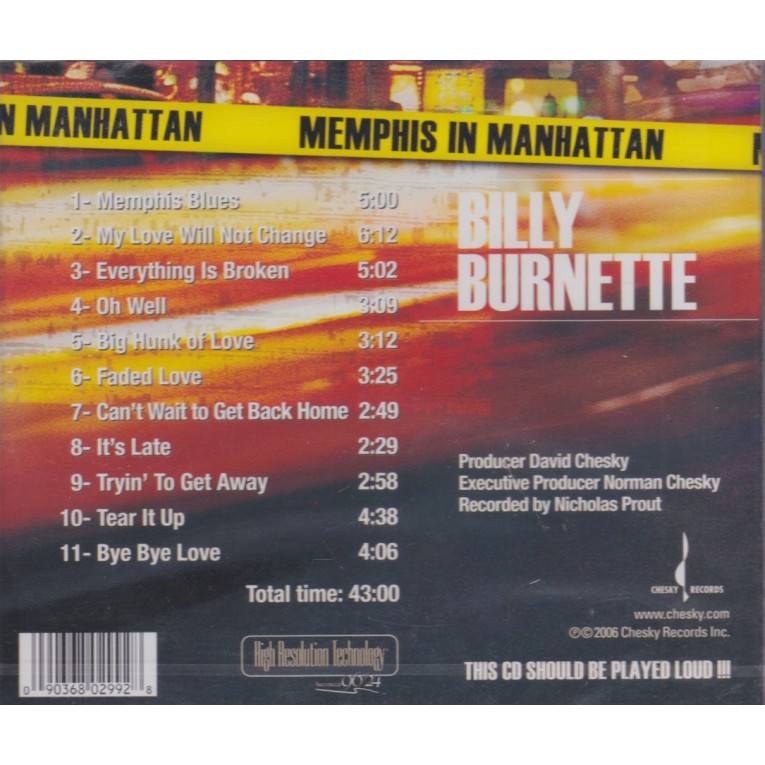 N MANHATTAN MEMPHIS IN MANHATTAN
BILLY
BURNETTE
1- Memphis Blues 5:00
2- My Love Will Not Change 6:12
3- Everything Is Broken 5:02
4- Oh Well 3:09
5- Big Hunk of Love 3:12
6- Faded Love 3:25
7- Can't Wait to Get Back Home 2:49
8- It's Late 2:29
9- Tryin' To Get Away 2:58
10- Tear It Up 4:38
11- Bye Bye Love 4:06
Total time: 43:00
Producer David Chesky
Executive Producer Norman Chesky
Recorded by Nicholas Prout
CHESKY RECORDS
www.chesky.com
℗© 2006 Chesky Records Inc.
THIS CD SHOULD BE PLAYED LOUD !!!
High Resolution Technology
96/24
0 90368 02992 8